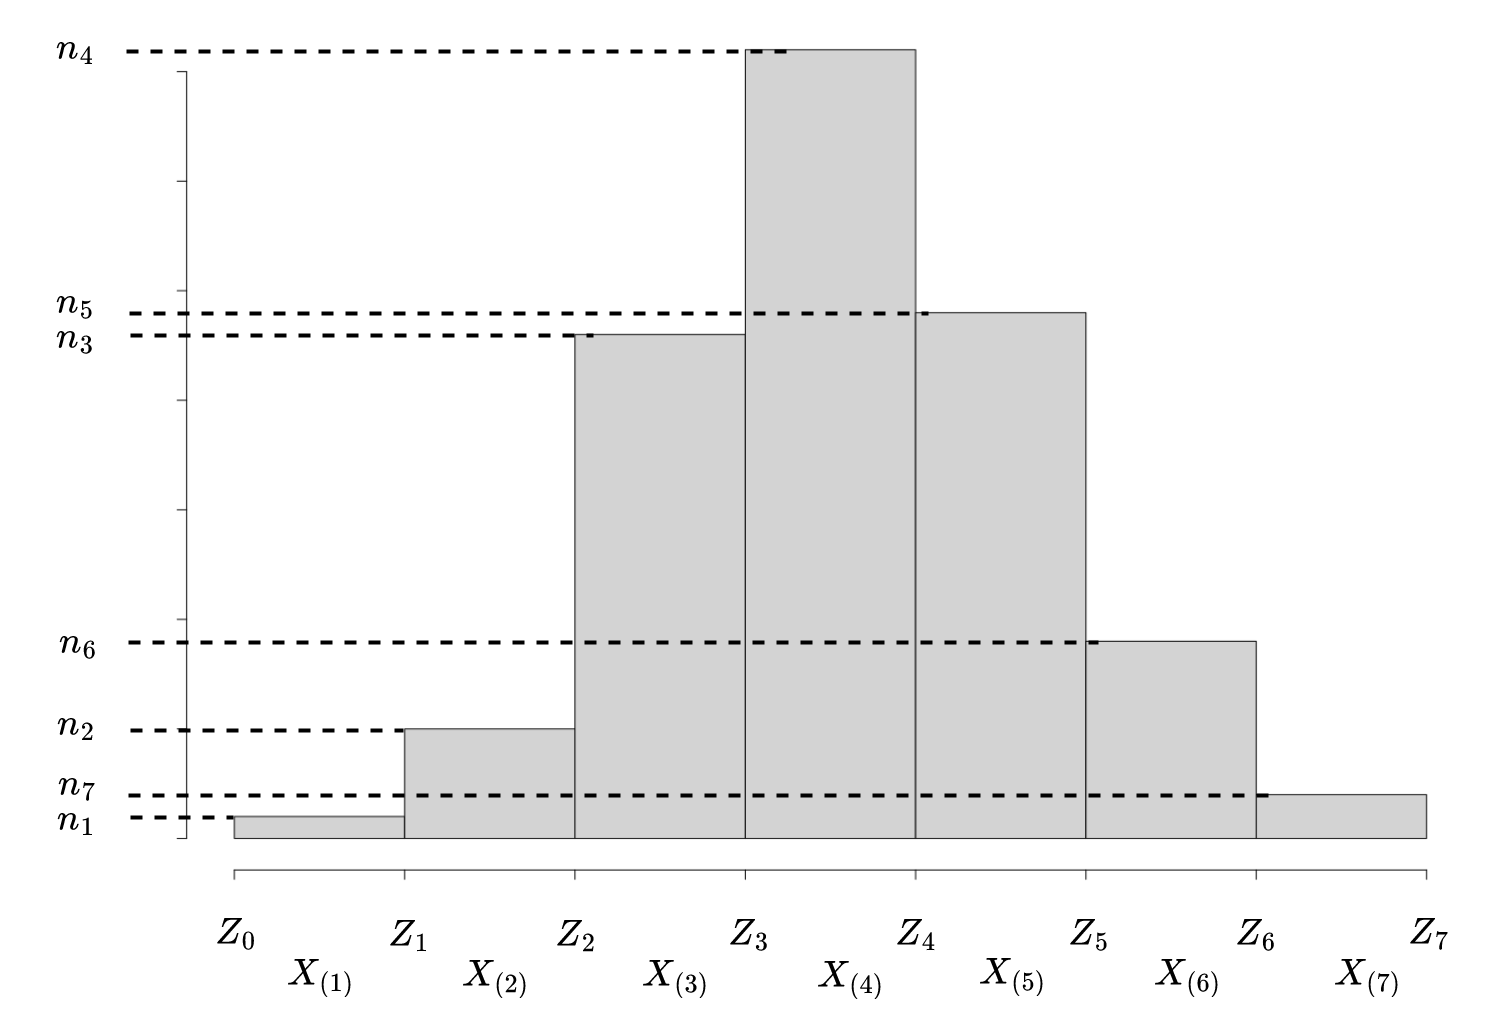 n₄
n₅
n₃
n₆
n₂
n₇
n₁
Z₀ Z₁ Z₂ Z₃ Z₄ Z₅ Z₆ Z₇
X₍₁₎ X₍₂₎ X₍₃₎ X₍₄₎ X₍₅₎ X₍₆₎ X₍₇₎